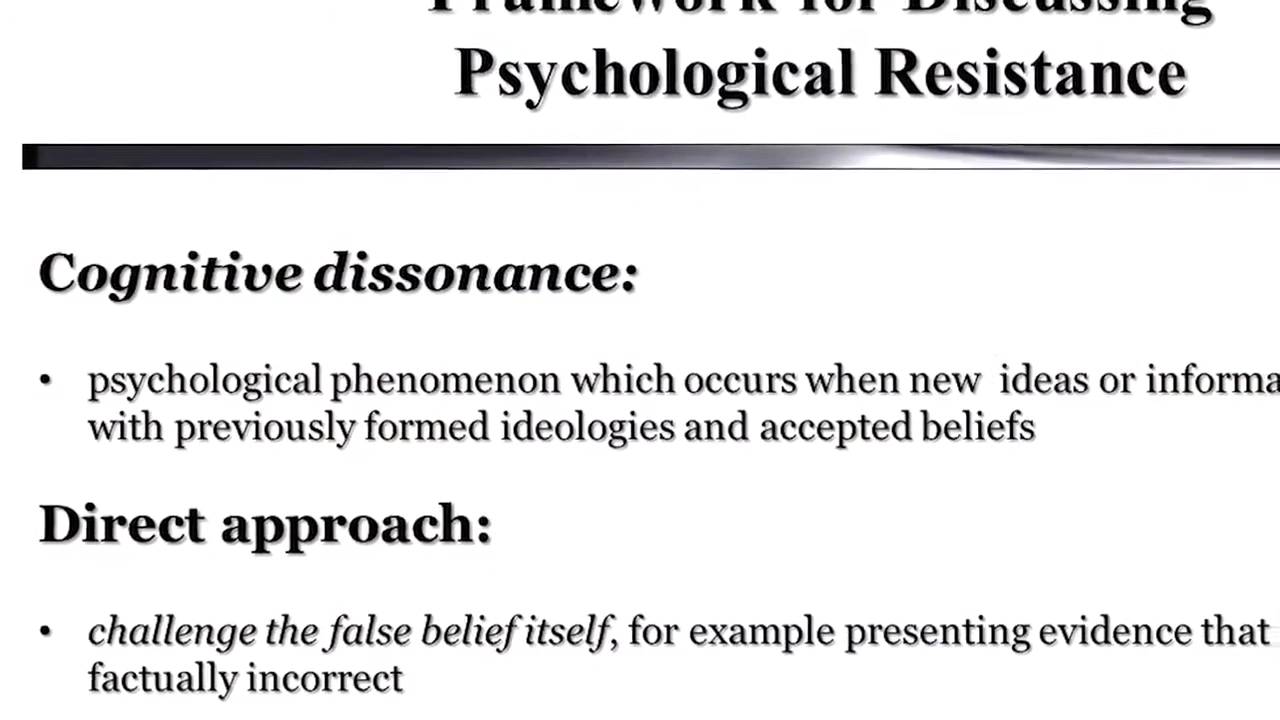 Framework for Discussing
Psychological Resistance
Cognitive dissonance:
• psychological phenomenon which occurs when new ideas or informa
with previously formed ideologies and accepted beliefs
Direct approach:
• challenge the false belief itself, for example presenting evidence that
factually incorrect